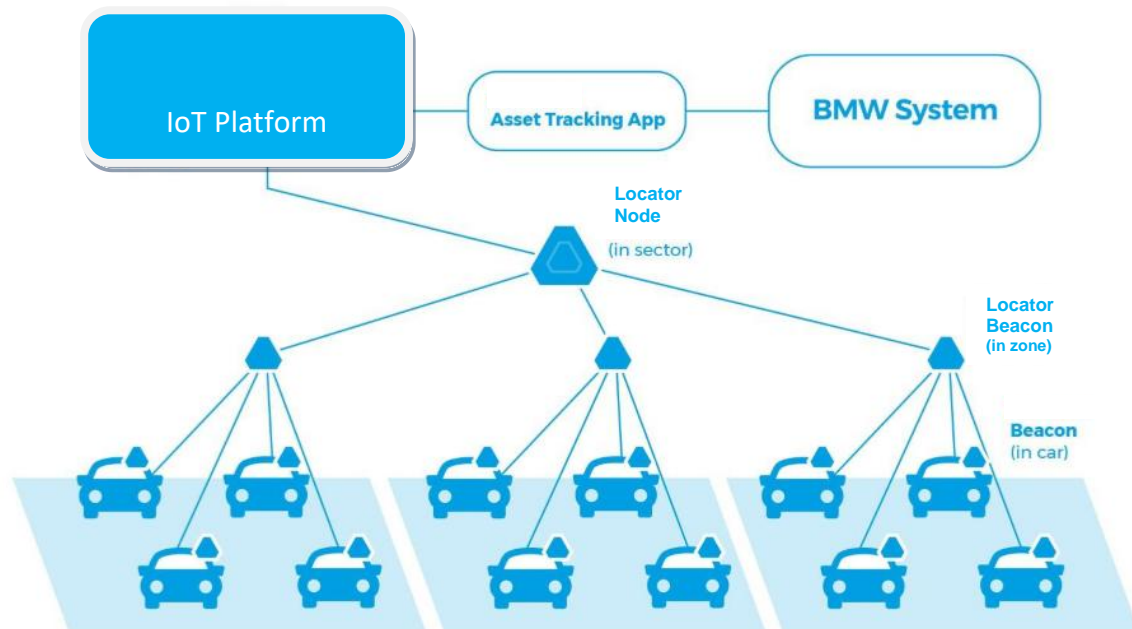 IoT Platform
Asset Tracking App
BMW System
Locator
Node
(in sector)
Locator
Beacon
(in zone)
Beacon
(in car)